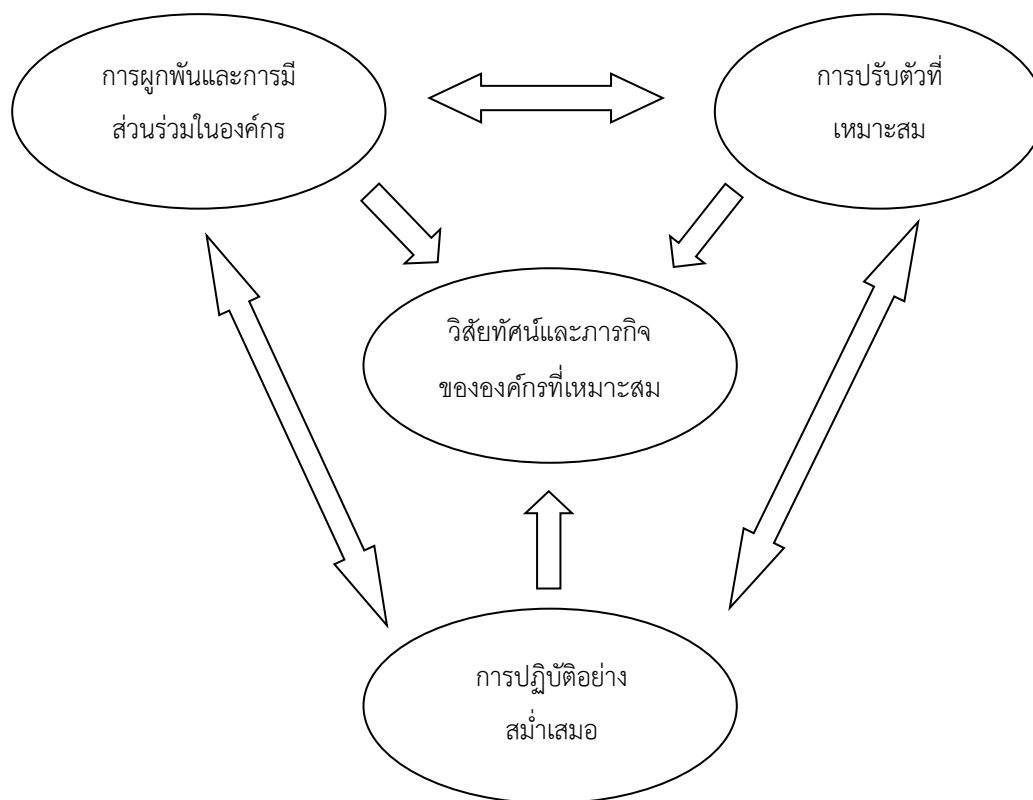 การผูกพันและการมี
ส่วนร่วมในองค์กร
การปรับตัวที่
เหมาะสม
วิสัยทัศน์และภารกิจ
ขององค์กรที่เหมาะสม
การปฏิบัติอย่าง
สม่ำเสมอ